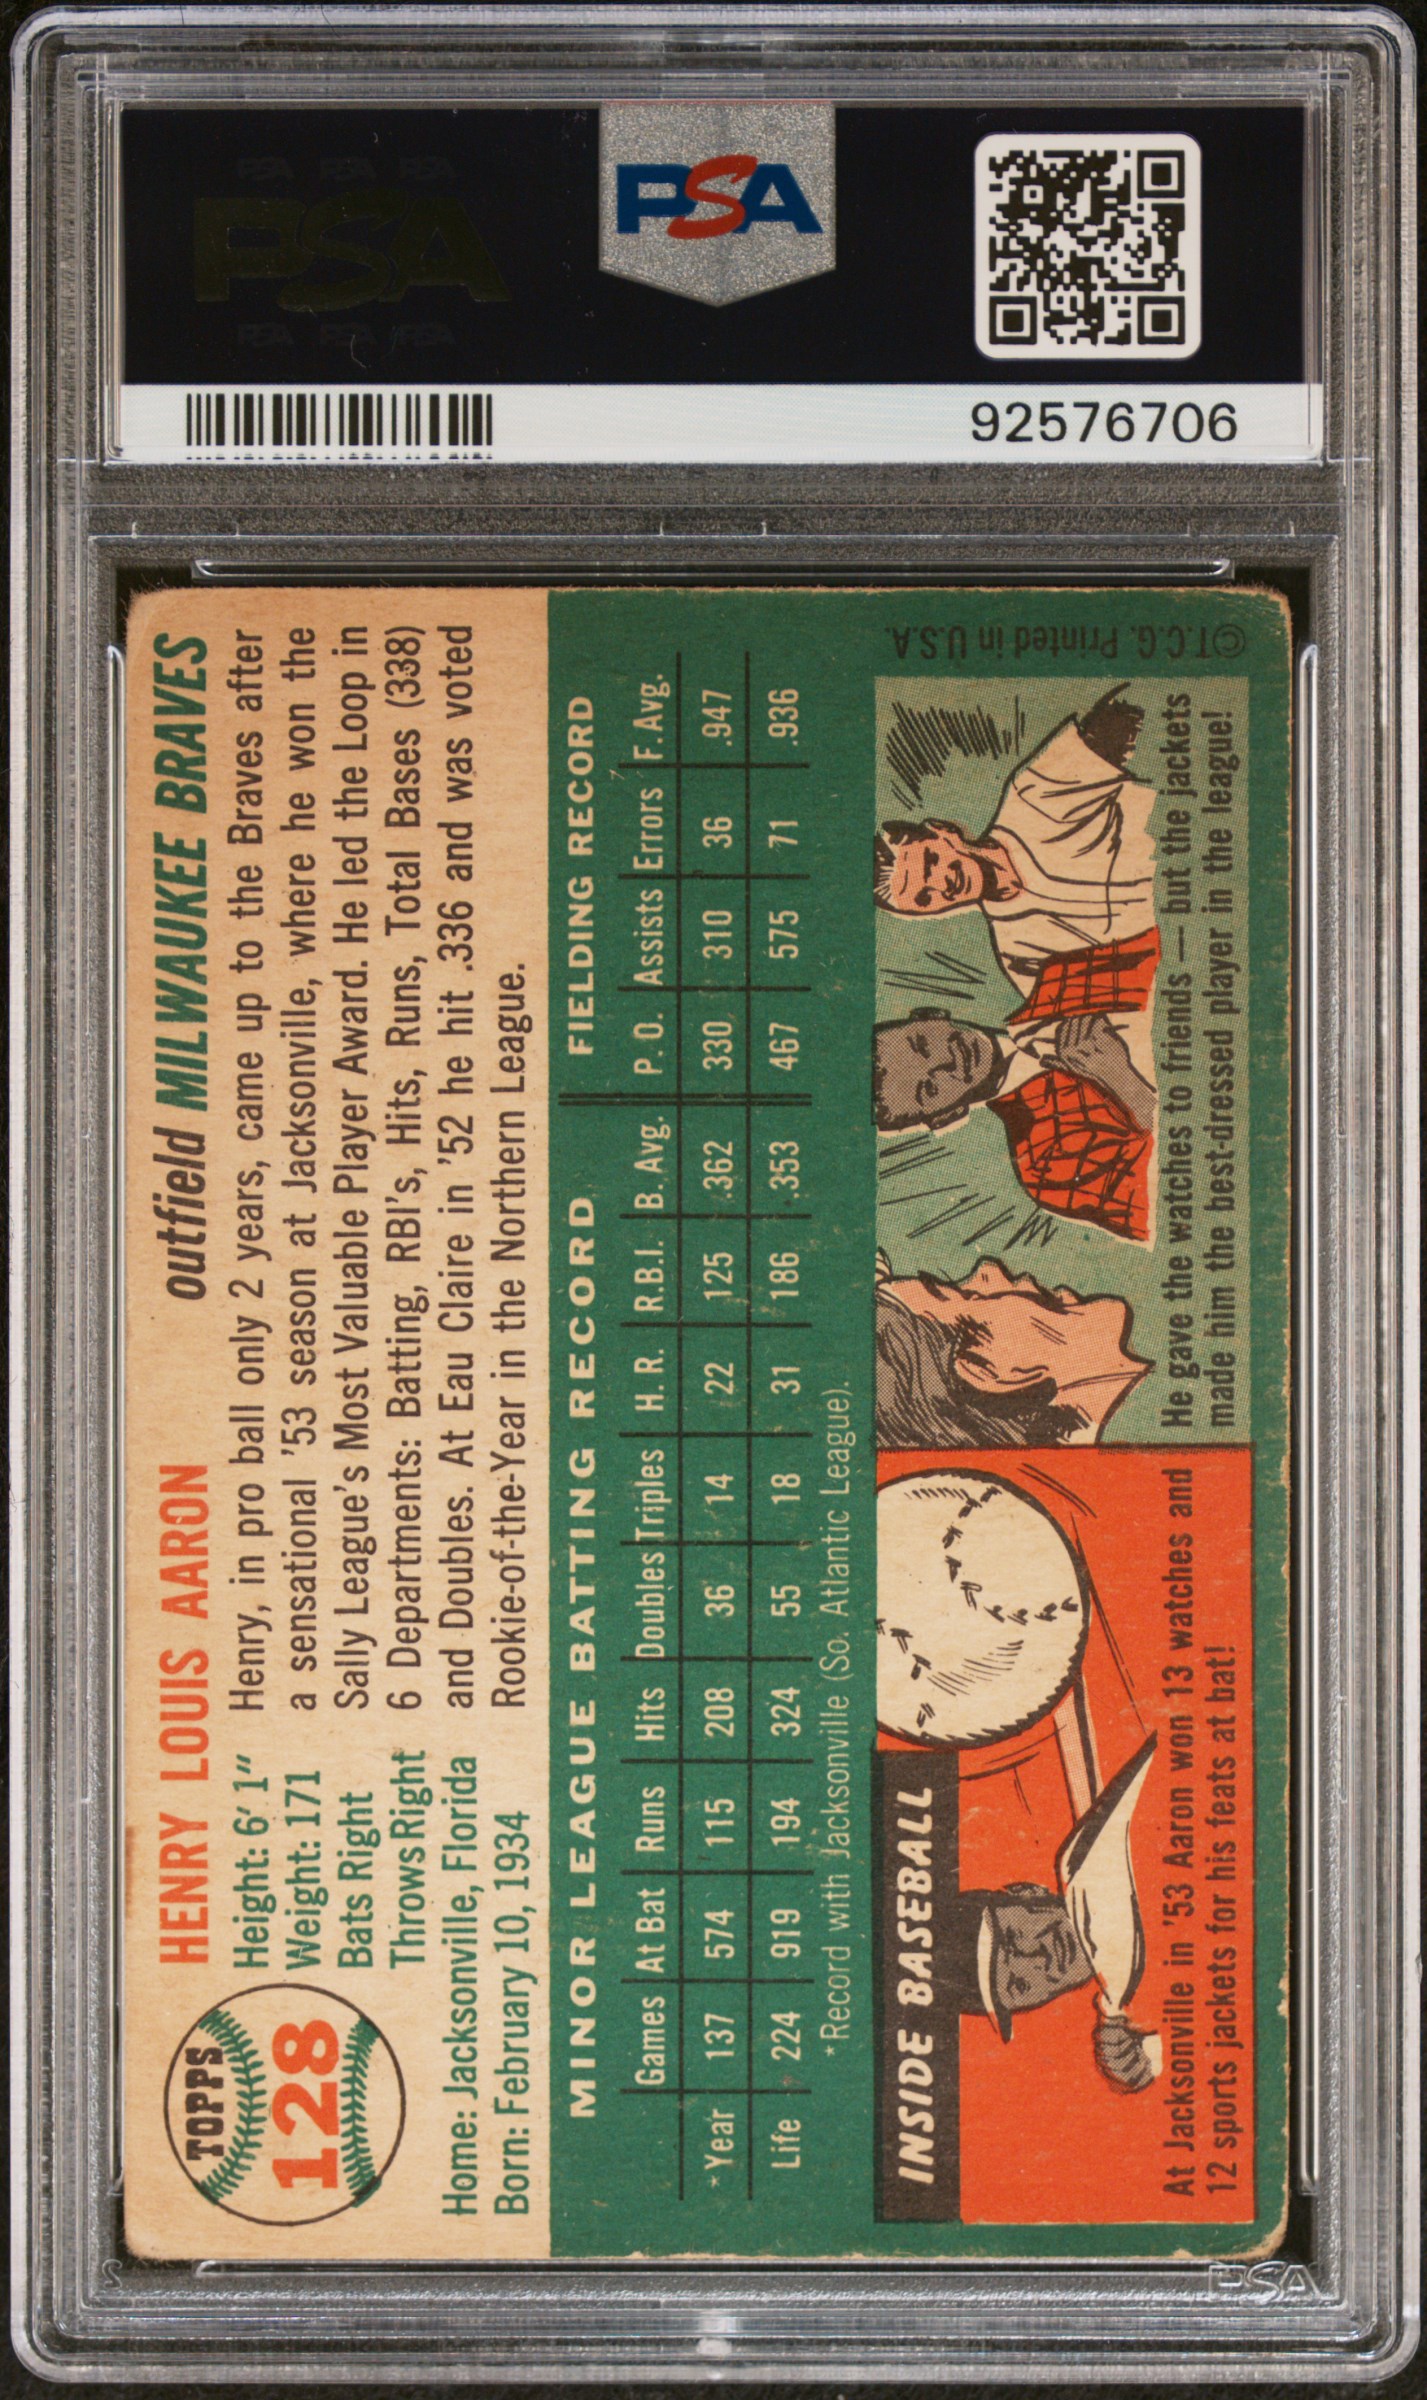 PSA PSA PSA
PSA
PSA PSA PSA
PSA
92576706
TOPPS
128
HENRY LOUIS AARON
outfield MILWAUKEE BRAVES
Height: 6' 1"
Weight: 171
Bats Right
Throws Right
Home: Jacksonville, Florida
Born: February 10, 1934
Henry, in pro ball only 2 years, came up to the Braves after
a sensational '53 season at Jacksonville, where he won the
Sally League's Most Valuable Player Award. He led the Loop in
6 Departments: Batting, RBI's, Hits, Runs, Total Bases (338)
and Doubles. At Eau Claire in '52 he hit .336 and was voted
Rookie-of-the-Year in the Northern League.
MINOR LEAGUE BATTING RECORD FIELDING RECORD
Games At Bat Runs Hits Doubles Triples H. R. R.B.I. B. Avg. P. O. Assists Errors F. Avg.
*Year 137 574 115 208 36 14 22 125 .362 330 310 36 .947
Life 224 919 194 324 55 18 31 186 .353 467 575 71 .936
*Record with Jacksonville (So. Atlantic League).
INSIDE BASEBALL
At Jacksonville in '53 Aaron won 13 watches and
12 sports jackets for his feats at bat!
He gave the watches to friends — but the jackets
made him the best-dressed player in the league!
©T.C.G. Printed in U.S.A.
PSA